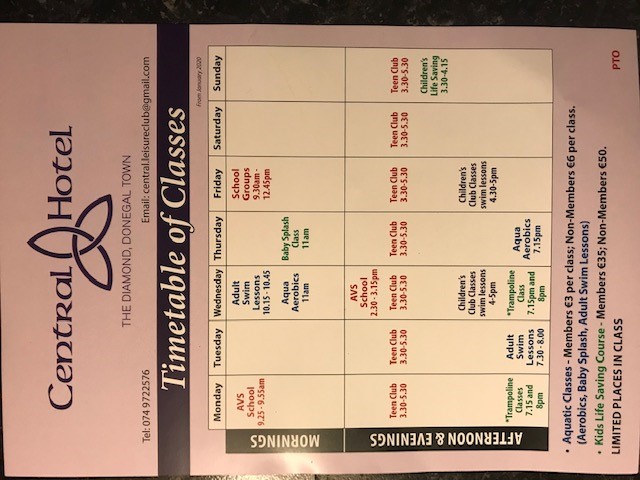 Central Hotel
THE DIAMOND, DONEGAL TOWN
Tel: 074 9722576 Email: central.leisureclub@gmail.com
Timetable of Classes
From January 2020
Monday Tuesday Wednesday Thursday Friday Saturday Sunday
MORNINGS
AVS
School
9.25 - 9.55am
Adult
Swim
Lessons
10.15 - 10.45
Aqua
Aerobics
11am
Baby Splash
Class
11am
School
Groups
9.30am -
12.45pm
AFTERNOON & EVENINGS
AVS
School
2.30 - 3.15pm
Teen Club Teen Club Teen Club Teen Club Teen Club Teen Club Teen Club
3.30-5.30 3.30-5.30 3.30-5.30 3.30-5.30 3.30-5.30 3.30-5.30 3.30-5.30
Children's
Life Saving
3.30-4.15
Children's
Club Classes
swim lessons
4-5pm
Children's
Club Classes
swim lessons
4.30-5pm
*Trampoline
Classes
7.15 and
8pm
Adult
Swim
Lessons
7.30 - 8.00
*Trampoline
Class
7.15pm and
8pm
Aqua
Aerobics
7.15pm
• Aquatic Classes - Members €3 per class; Non-Members €6 per class.
(Aerobics, Baby Splash, Adult Swim Lessons)
• Kids Life Saving Course - Members €35; Non-Members €50.
LIMITED PLACES IN CLASS PTO